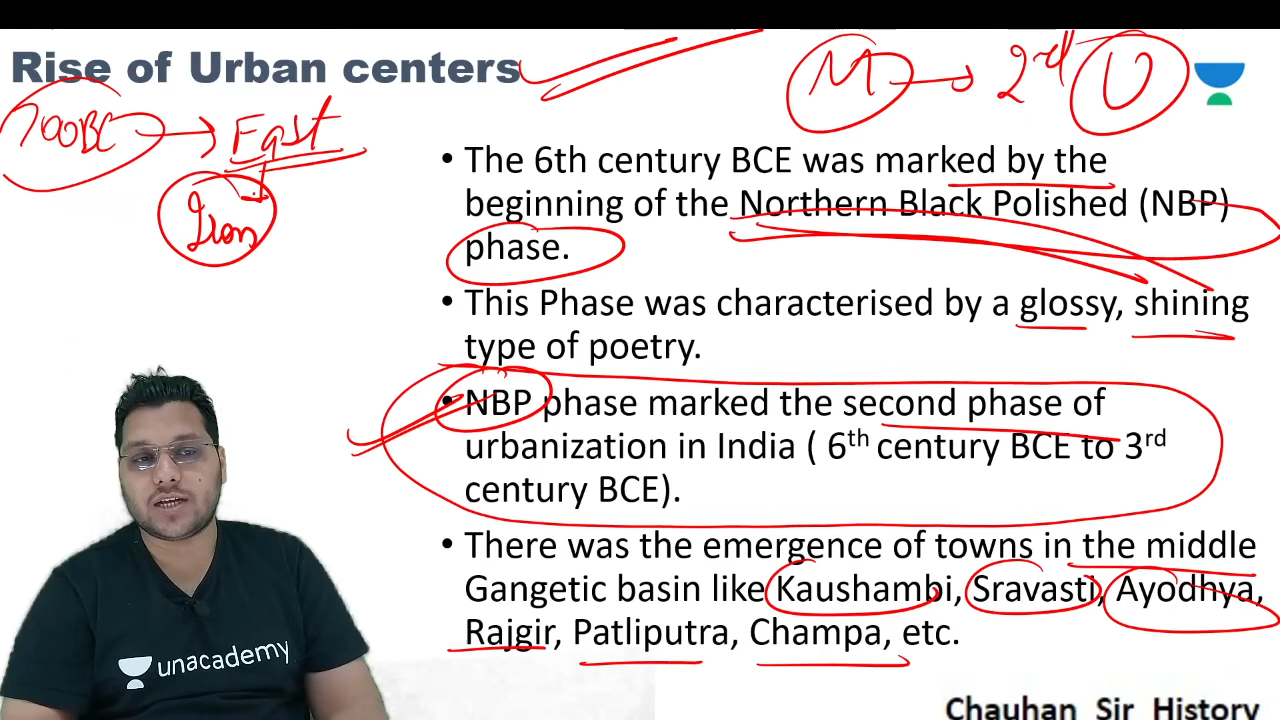 Rise of Urban centers
M → 2nd U
700BC → East
Iron
• The 6th century BCE was marked by the
beginning of the Northern Black Polished (NBP)
phase.
• This Phase was characterised by a glossy, shining
type of poetry.
• NBP phase marked the second phase of
urbanization in India ( 6th century BCE to 3rd
century BCE).
• There was the emergence of towns in the middle
Gangetic basin like Kaushambi, Sravasti, Ayodhya,
Rajgir, Patliputra, Champa, etc.
unacademy
Chauhan Sir History